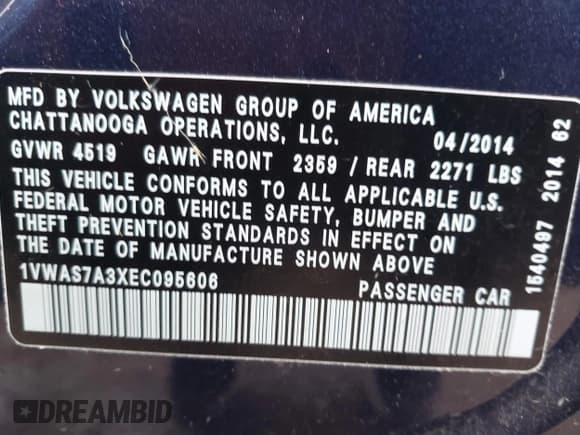 MFD BY VOLKSWAGEN GROUP OF AMERICA
CHATTANOOGA OPERATIONS, LLC. 04/2014
GVWR 4519 GAWR FRONT 2359 / REAR 2271 LBS
THIS VEHICLE CONFORMS TO ALL APPLICABLE U.S.
FEDERAL MOTOR VEHICLE SAFETY, BUMPER AND
THEFT PREVENTION STANDARDS IN EFFECT ON
THE DATE OF MANUFACTURE SHOWN ABOVE
1VWAS7A3XEC095606 PASSENGER CAR
1540497 2014 62
DREAMBID